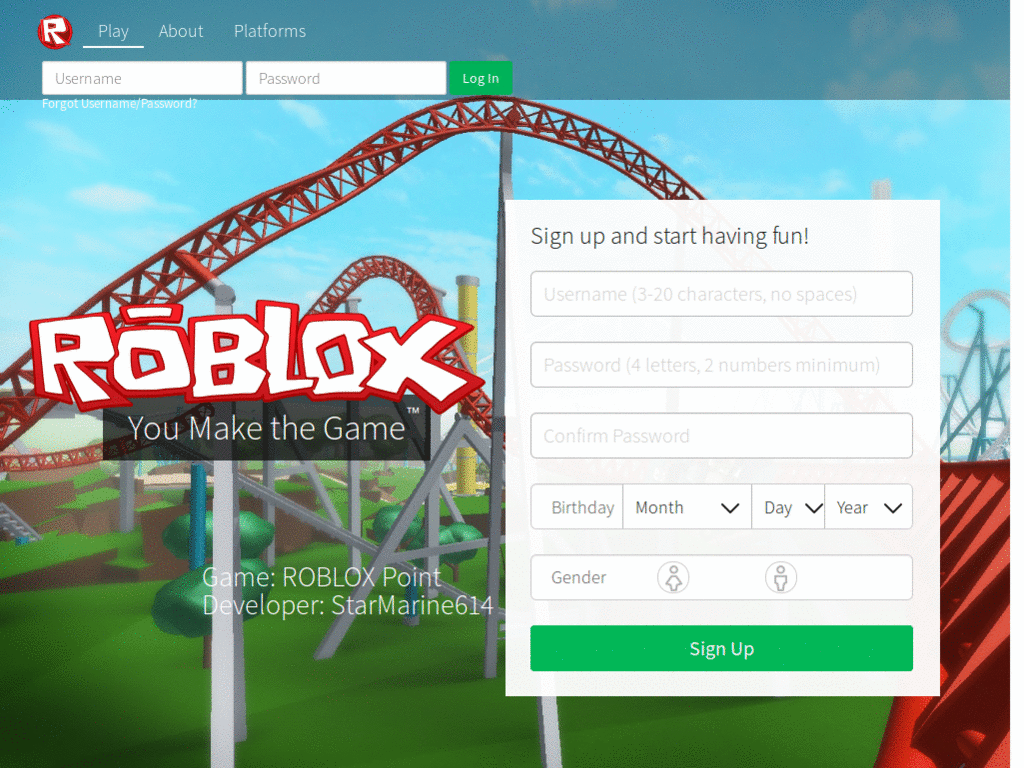 R
Play About Platforms
Username Password Log In
Forgot Username/Password?
Sign up and start having fun!
Username (3-20 characters, no spaces)
Password (4 letters, 2 numbers minimum)
Confirm Password
Birthday Month Day Year
Gender
Sign Up
ROBLOX
You Make the Game™
Game: ROBLOX Point
Developer: StarMarine614